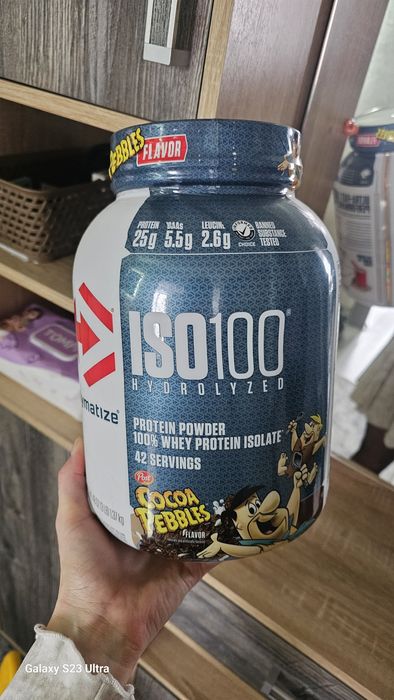 PEBBLES
FLAVOR
PROTEIN 25g
BCAAs 5.5g
LEUCINE 2.6g
CHOICE
BANNED SUBSTANCE TESTED
matize
ISO100
HYDROLYZED
PROTEIN POWDER
100% WHEY PROTEIN ISOLATE
42 SERVINGS
Post
COCOA
PEBBLES
FLAVOR
Galaxy S23 Ultra